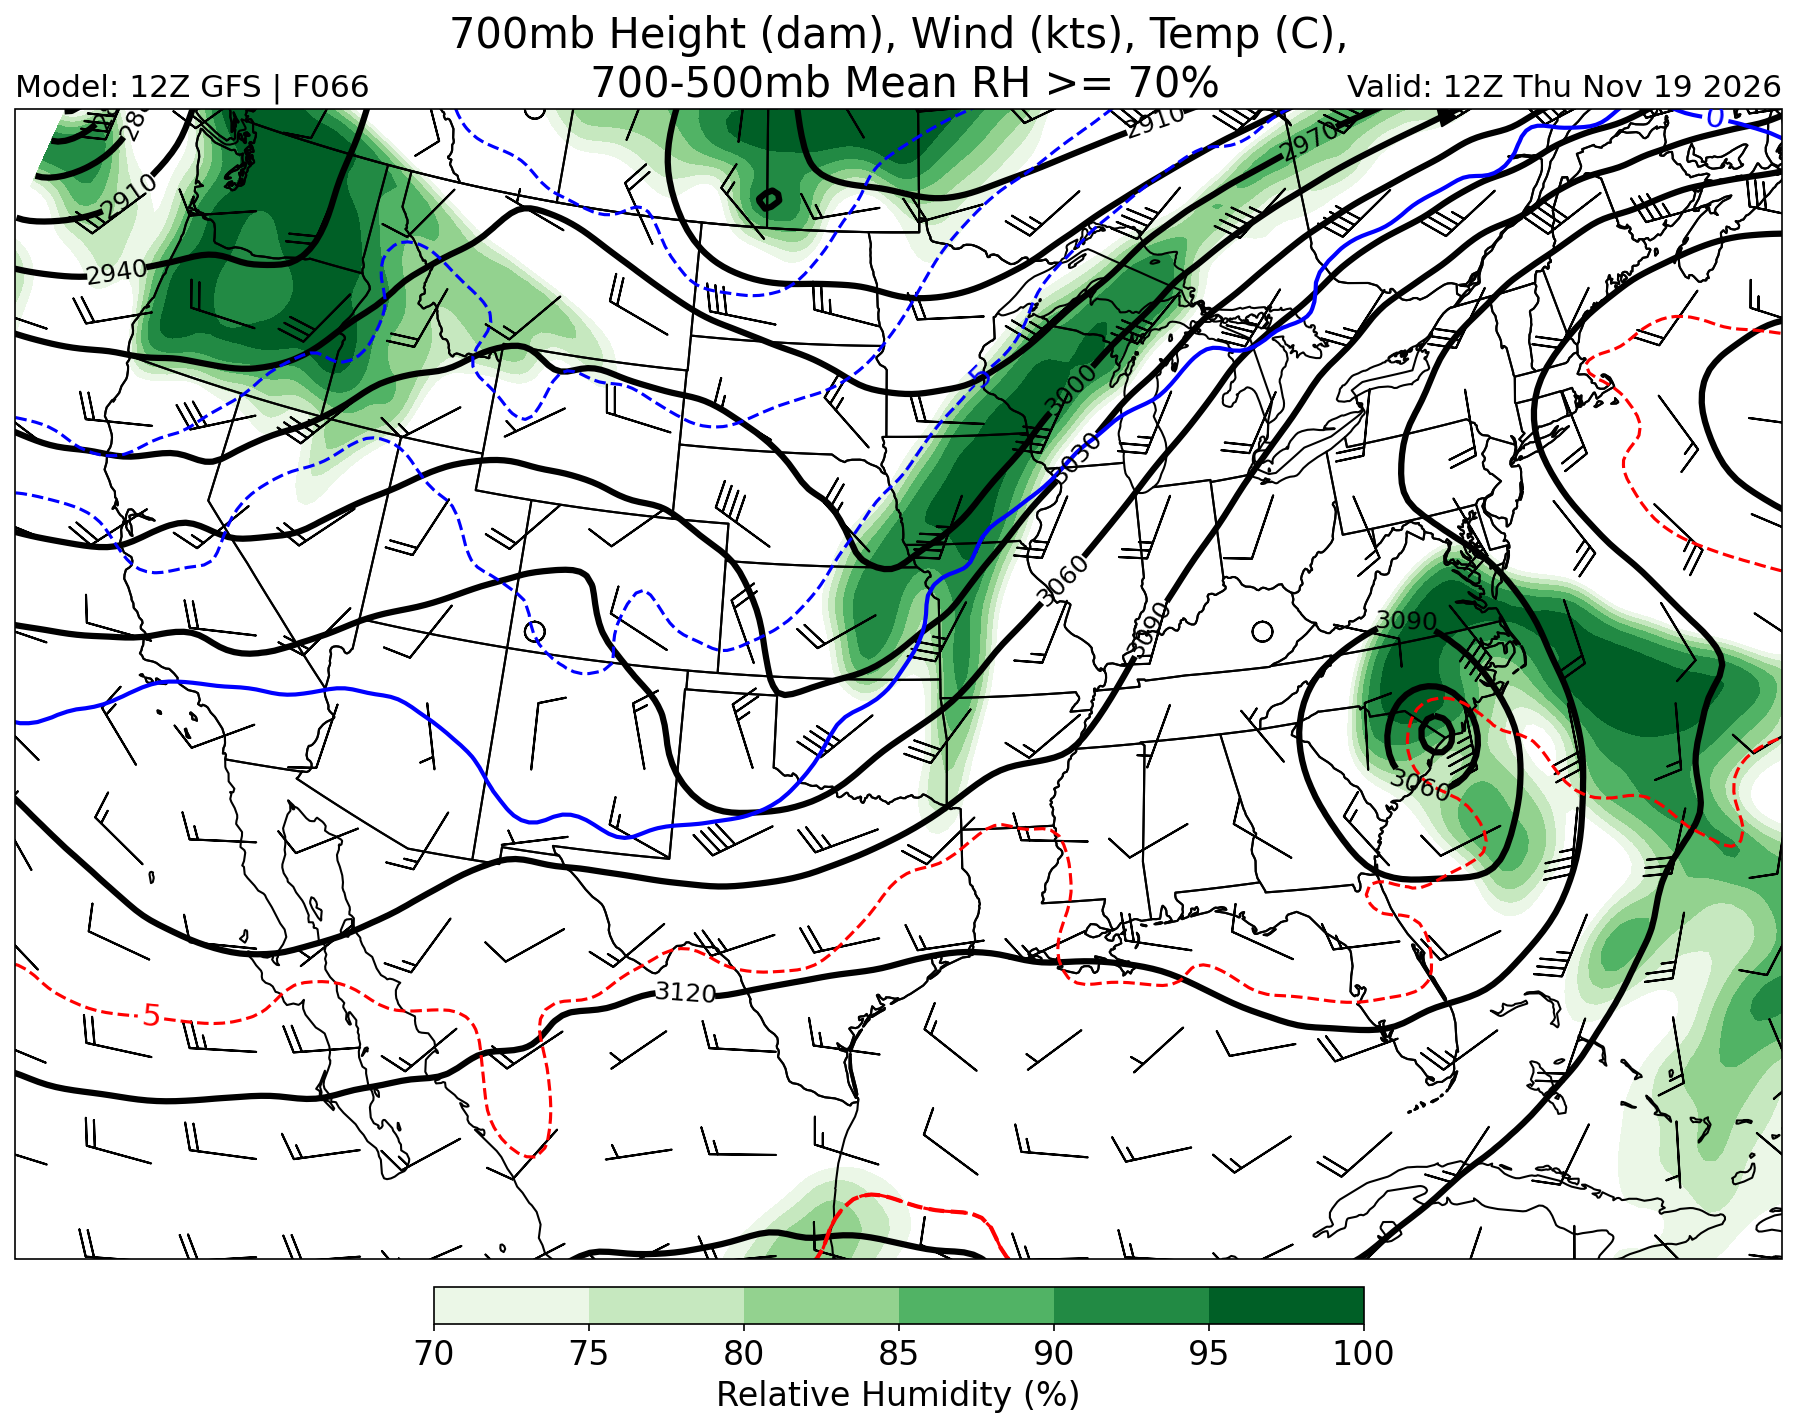 700mb Height (dam), Wind (kts), Temp (C),
Model: 12Z GFS | F066
700-500mb Mean RH >= 70%
Valid: 12Z Thu Nov 19 2026
2910
0
2970
2910
2940
5
3000
3030
3060
3090
3090
3060
3120
5
70 75 80 85 90 95 100
Relative Humidity (%)